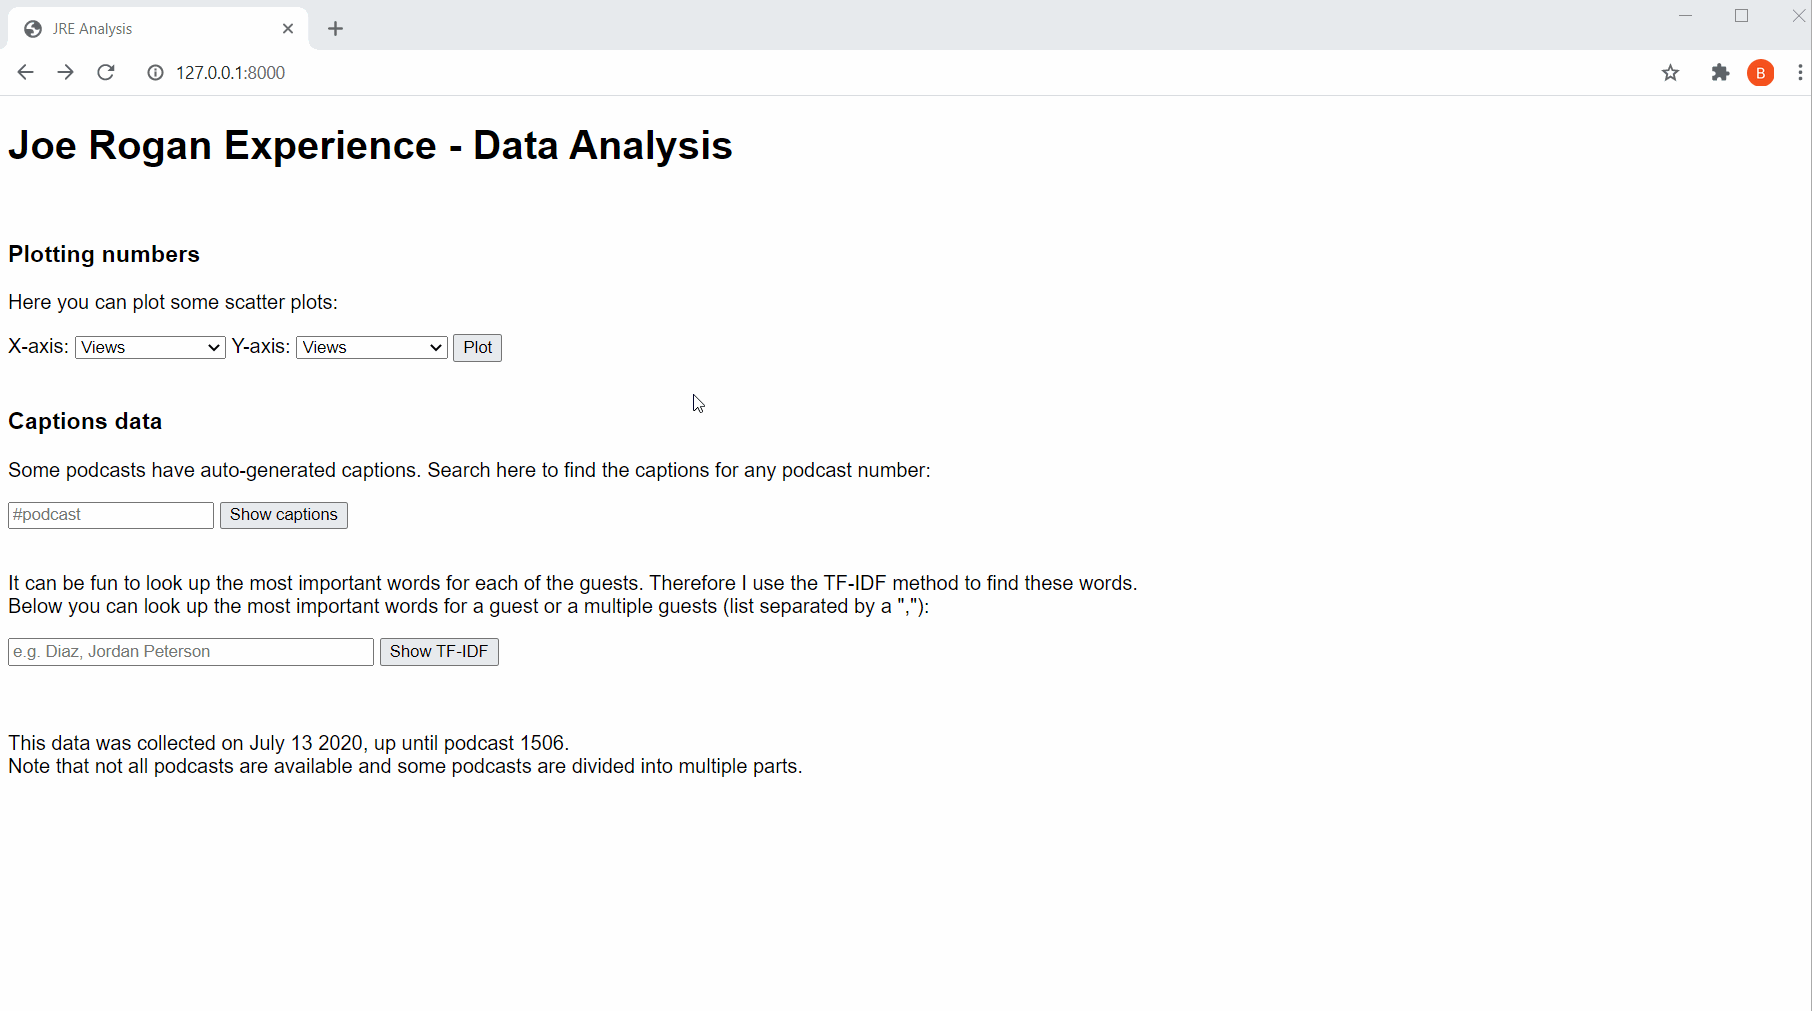 JRE Analysis
127.0.0.1:8000
B
Joe Rogan Experience - Data Analysis
Plotting numbers
Here you can plot some scatter plots:
X-axis: Views Y-axis: Views Plot
Captions data
Some podcasts have auto-generated captions. Search here to find the captions for any podcast number:
#podcast Show captions
It can be fun to look up the most important words for each of the guests. Therefore I use the TF-IDF method to find these words.
Below you can look up the most important words for a guest or a multiple guests (list separated by a ","):
e.g. Diaz, Jordan Peterson Show TF-IDF
This data was collected on July 13 2020, up until podcast 1506.
Note that not all podcasts are available and some podcasts are divided into multiple parts.